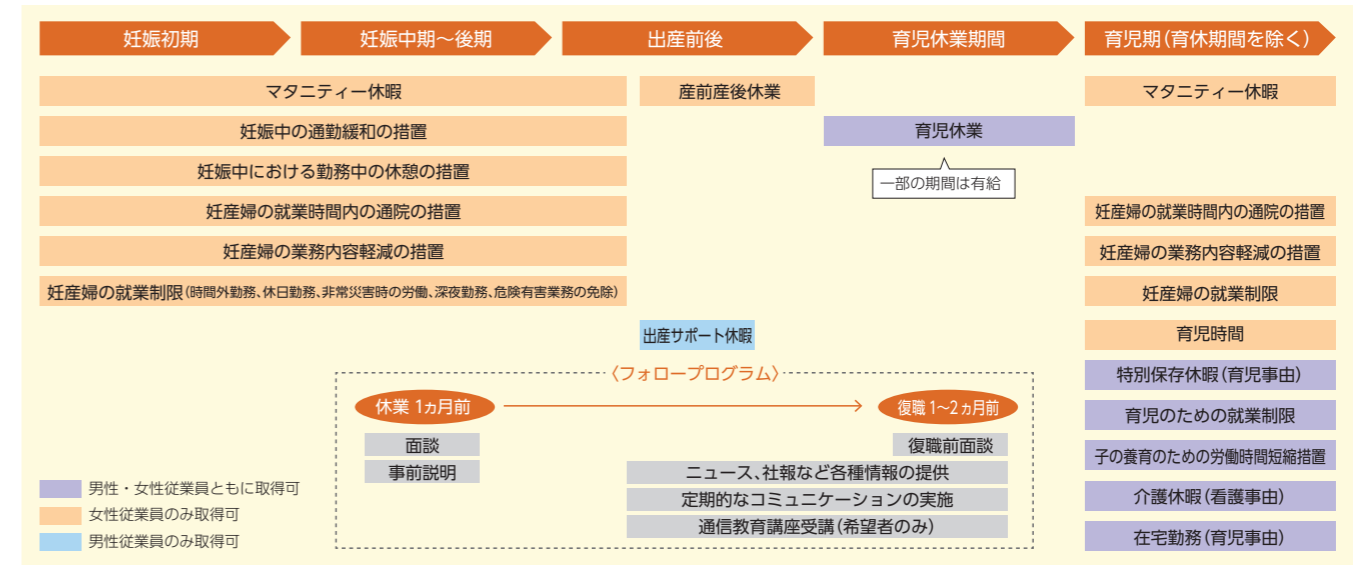 妊娠初期
妊娠中期～後期
出産前後
育児休業期間
育児期(育休期間を除く)
マタニティー休暇
産前産後休業
マタニティー休暇
妊娠中の通勤緩和の措置
育児休業
妊娠中における勤務中の休憩の措置
一部の期間は有給
妊産婦の就業時間内の通院の措置
妊産婦の就業時間内の通院の措置
妊産婦の業務内容軽減の措置
妊産婦の業務内容軽減の措置
妊産婦の就業制限(時間外勤務、休日勤務、非常災害時の労働、深夜勤務、危険有害業務の免除)
妊産婦の就業制限
出産サポート休暇
育児時間
〈フォロープログラム〉
特別保存休暇(育児事由)
休業 1ヵ月前
復職 1～2ヵ月前
育児のための就業制限
面談
復職前面談
事前説明
ニュース、社報など各種情報の提供
子の養育のための労働時間短縮措置
定期的なコミュニケーションの実施
介護休暇(看護事由)
通信教育講座受講(希望者のみ)
在宅勤務(育児事由)
男性・女性従業員ともに取得可
女性従業員のみ取得可
男性従業員のみ取得可